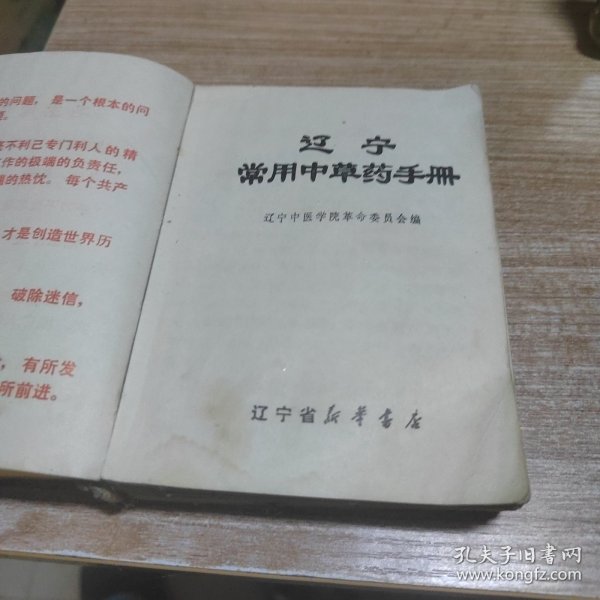 的问题，是一个根本的问
不利己专门利人的精
作的极端的负责任，
的热忱。每个共产
才是创造世界历
破除迷信，
有所发
所前进。
辽宁
常用中草药手册
辽宁中医学院革命委员会编
辽宁省新华书店
孔夫子旧书网
www.kongfz.com